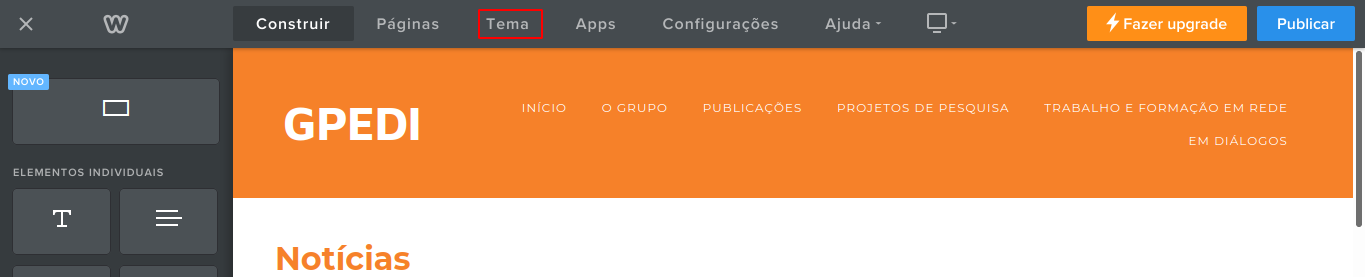 Construir Páginas Tema Apps Configurações Ajuda Fazer upgrade Publicar
NOVO
ELEMENTOS INDIVIDUAIS
T
GPEDI
INÍCIO O GRUPO PUBLICAÇÕES PROJETOS DE PESQUISA TRABALHO E FORMAÇÃO EM REDE
EM DIÁLOGOS
Notícias